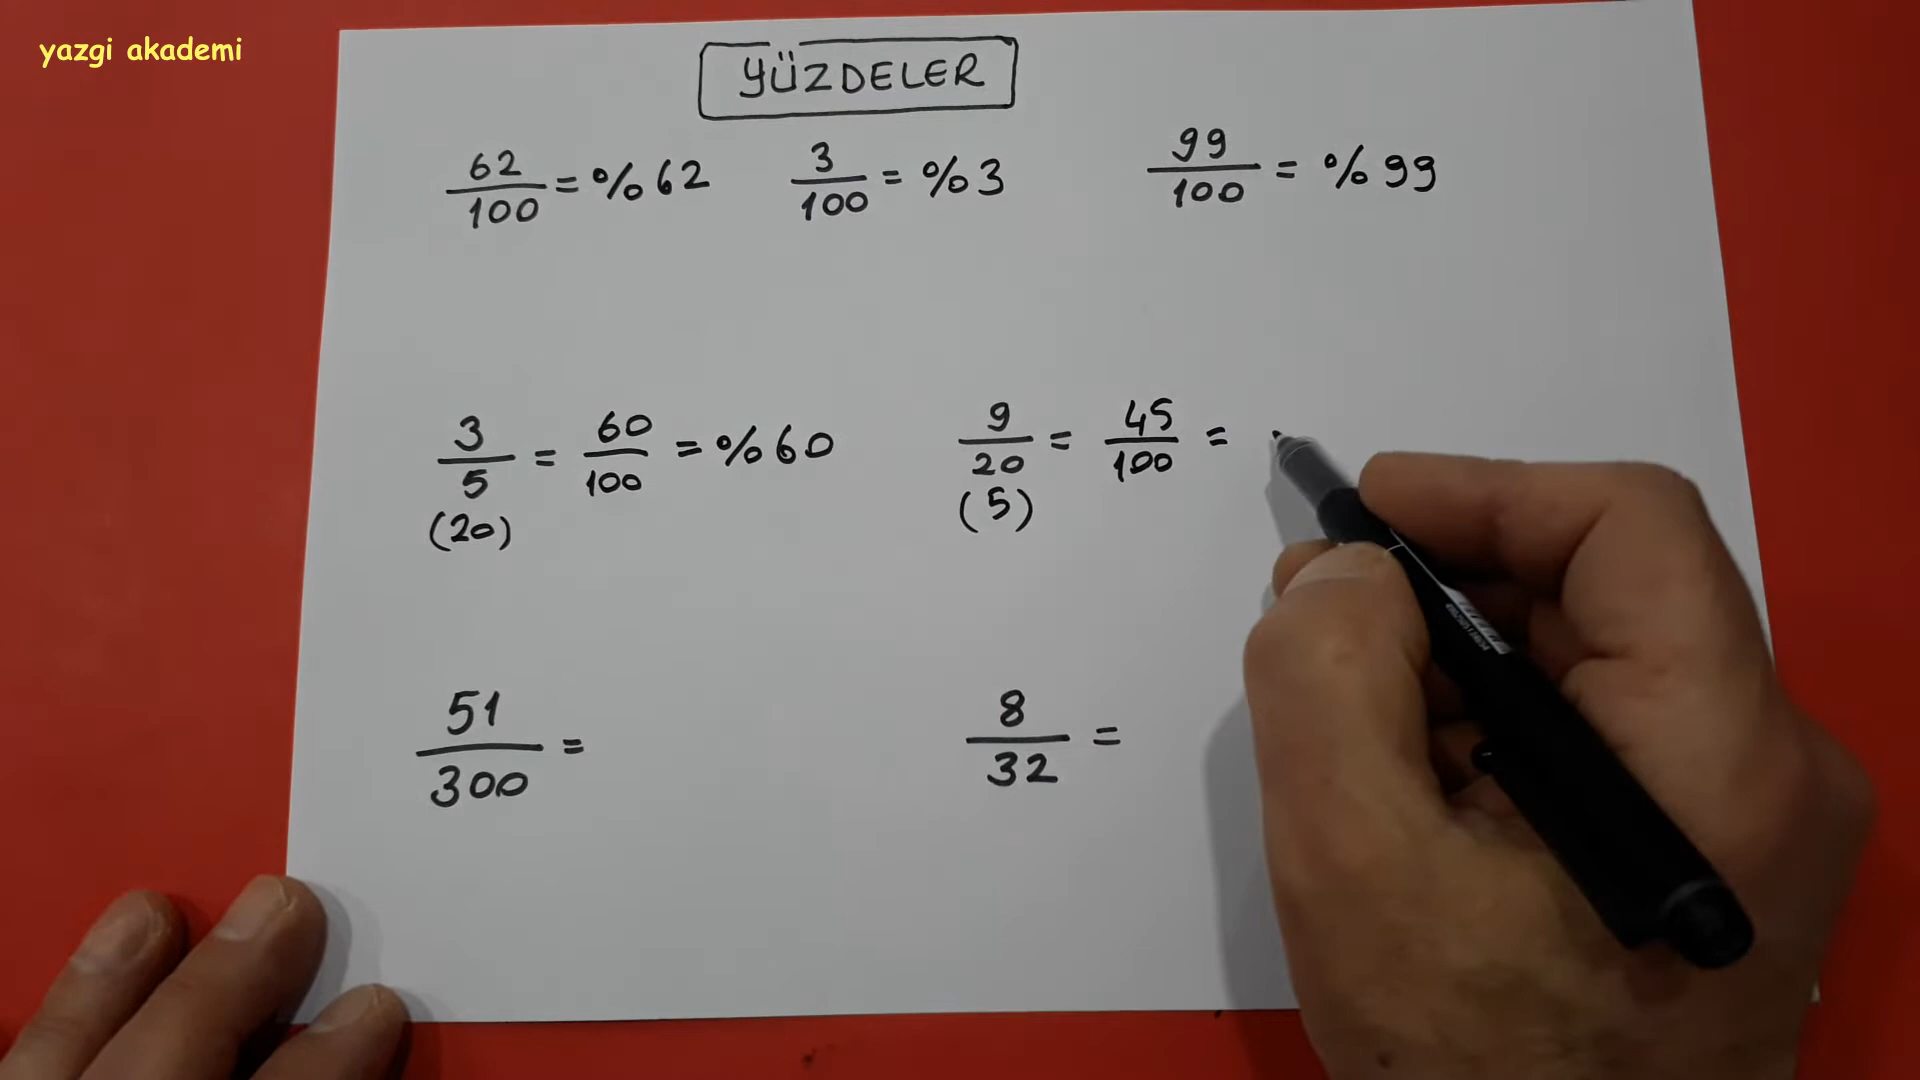 yazgi akademi
YÜZDELER
62/100 = %62
3/100 = %3
99/100 = %99
3/5 = 60/100 = %60
(20)
9/20 = 45/100 =
(5)
51/300 =
8/32 =